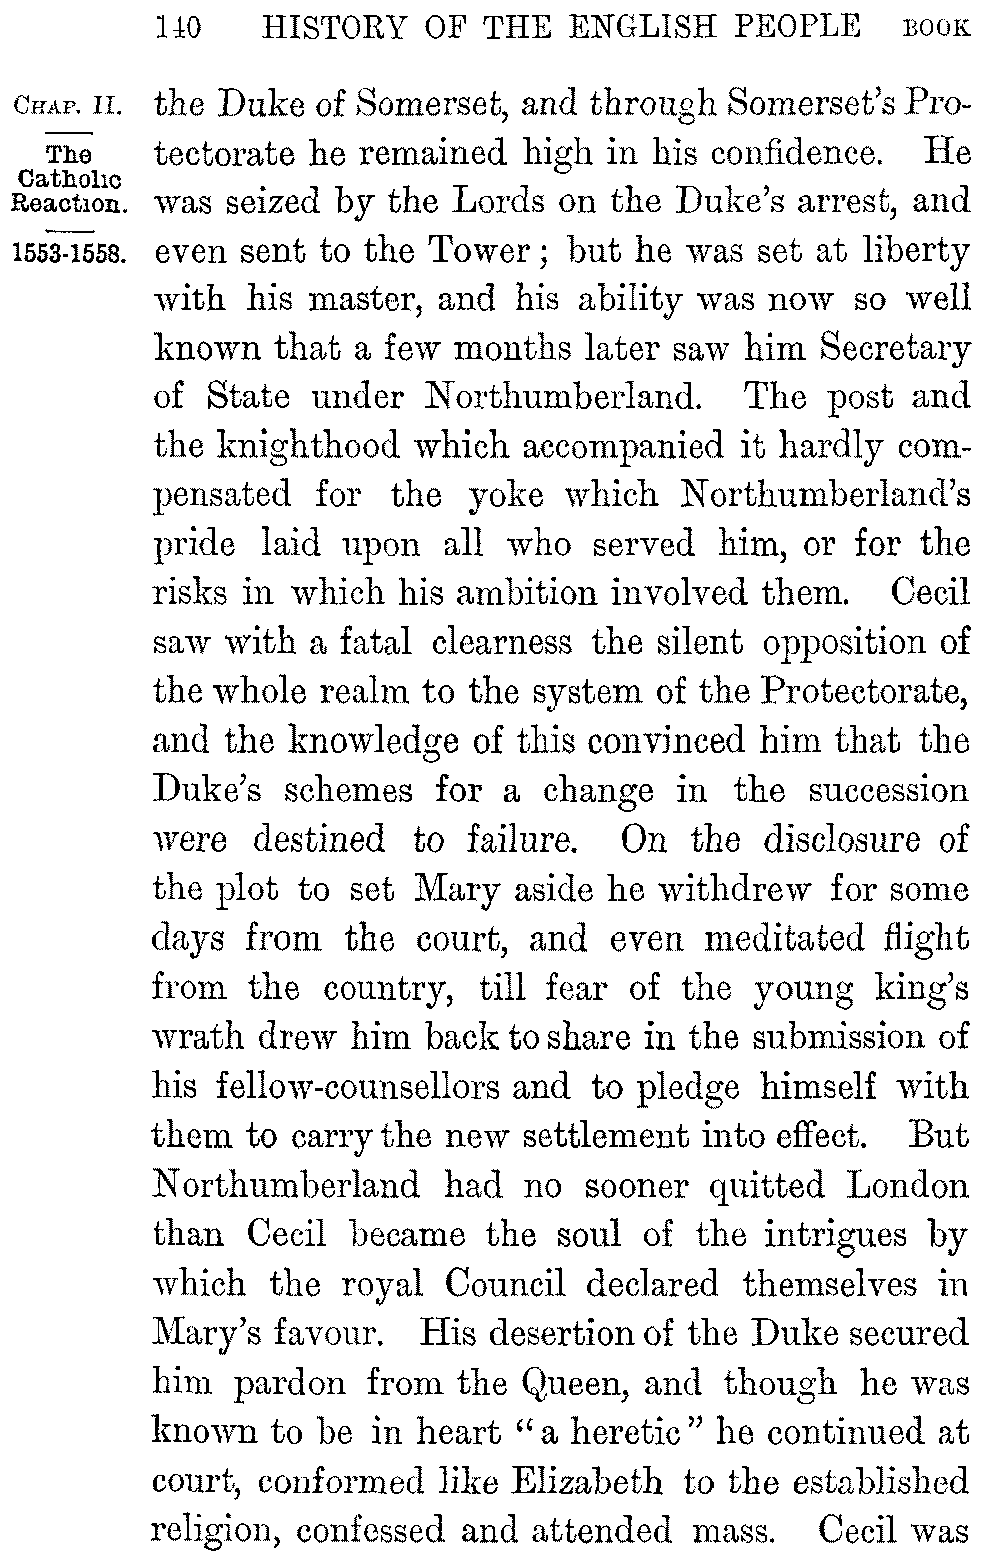 140 HISTORY OF THE ENGLISH PEOPLE BOOK
CHAP. II.
The
Catholic
Reaction.
1553-1558.
the Duke of Somerset, and through Somerset's Pro-
tectorate he remained high in his confidence. He
was seized by the Lords on the Duke's arrest, and
even sent to the Tower; but he was set at liberty
with his master, and his ability was now so well
known that a few months later saw him Secretary
of State under Northumberland. The post and
the knighthood which accompanied it hardly com-
pensated for the yoke which Northumberland's
pride laid upon all who served him, or for the
risks in which his ambition involved them. Cecil
saw with a fatal clearness the silent opposition of
the whole realm to the system of the Protectorate,
and the knowledge of this convinced him that the
Duke's schemes for a change in the succession
were destined to failure. On the disclosure of
the plot to set Mary aside he withdrew for some
days from the court, and even meditated flight
from the country, till fear of the young king's
wrath drew him back to share in the submission of
his fellow-counsellors and to pledge himself with
them to carry the new settlement into effect. But
Northumberland had no sooner quitted London
than Cecil became the soul of the intrigues by
which the royal Council declared themselves in
Mary's favour. His desertion of the Duke secured
him pardon from the Queen, and though he was
known to be in heart "a heretic" he continued at
court, conformed like Elizabeth to the established
religion, confessed and attended mass. Cecil was